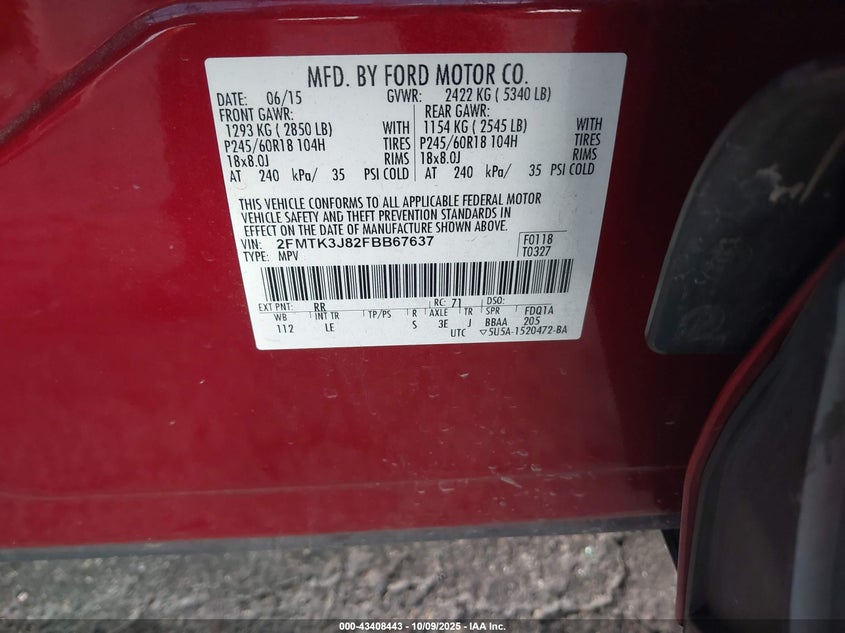 MFD. BY FORD MOTOR CO.
DATE: 06/15 GVWR: 2422 KG ( 5340 LB)
FRONT GAWR: REAR GAWR:
1293 KG ( 2850 LB) WITH 1154 KG ( 2545 LB) WITH
P245/60R18 104H TIRES P245/60R18 104H TIRES
18x8.0J RIMS 18x8.0J RIMS
AT 240 kPa/ 35 PSI COLD AT 240 kPa/ 35 PSI COLD
THIS VEHICLE CONFORMS TO ALL APPLICABLE FEDERAL MOTOR
VEHICLE SAFETY AND THEFT PREVENTION STANDARDS IN
EFFECT ON THE DATE OF MANUFACTURE SHOWN ABOVE.
VIN: 2FMTK3J82FBB67637 F0118
TYPE: MPV T0327
EXT PNT: RR RC: 71 DSO:
WB INT TR TP/PS R AXLE TR SPR FDQ1A
112 LE S 3E J BBAA 205
UTC ▽5U5A-1520472-BA
000-43408443 - 10/09/2025 - IAA Inc.